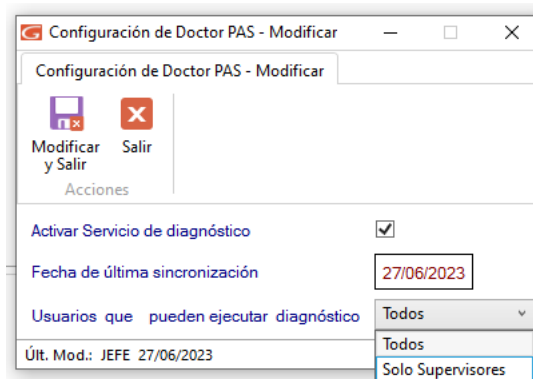 Configuración de Doctor PAS - Modificar
Configuración de Doctor PAS - Modificar
Modificar y Salir
Salir
Acciones
Activar Servicio de diagnóstico
Fecha de última sincronización 27/06/2023
Usuarios que pueden ejecutar diagnóstico Todos
Todos
Solo Supervisores
Últ. Mod.: JEFE 27/06/2023